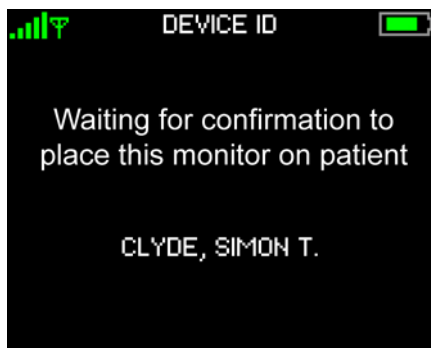 DEVICE ID
Waiting for confirmation to
place this monitor on patient
CLYDE, SIMON T.